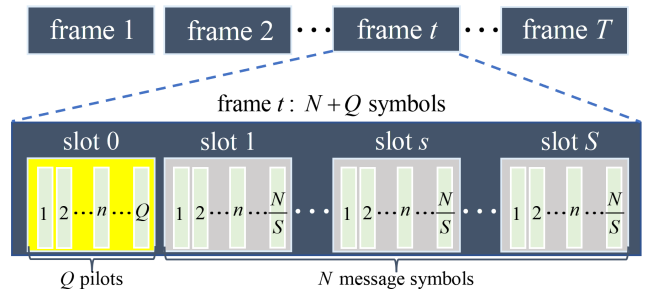 frame 1 frame 2 ··· frame t ··· frame T
frame t : N + Q symbols
slot 0 slot 1 slot s slot S
1 2 ··· n ··· Q 1 2 ··· n ··· N/S ··· 1 2 ··· n ··· N/S ··· 1 2 ··· n ··· N/S
Q pilots N message symbols